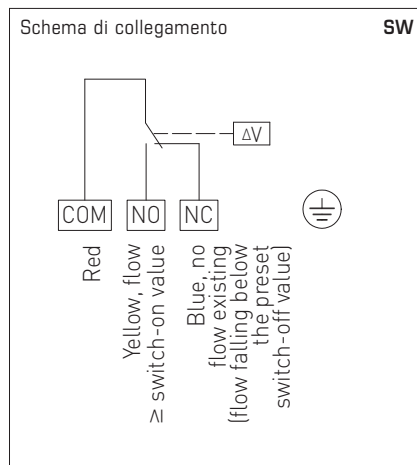 Schema di collegamento
SW
ΔV
COM
NO
NC
Red
Yellow, flow
≥ switch-on value
Blue, no
flow existing
(flow falling below
the preset
switch-off value)